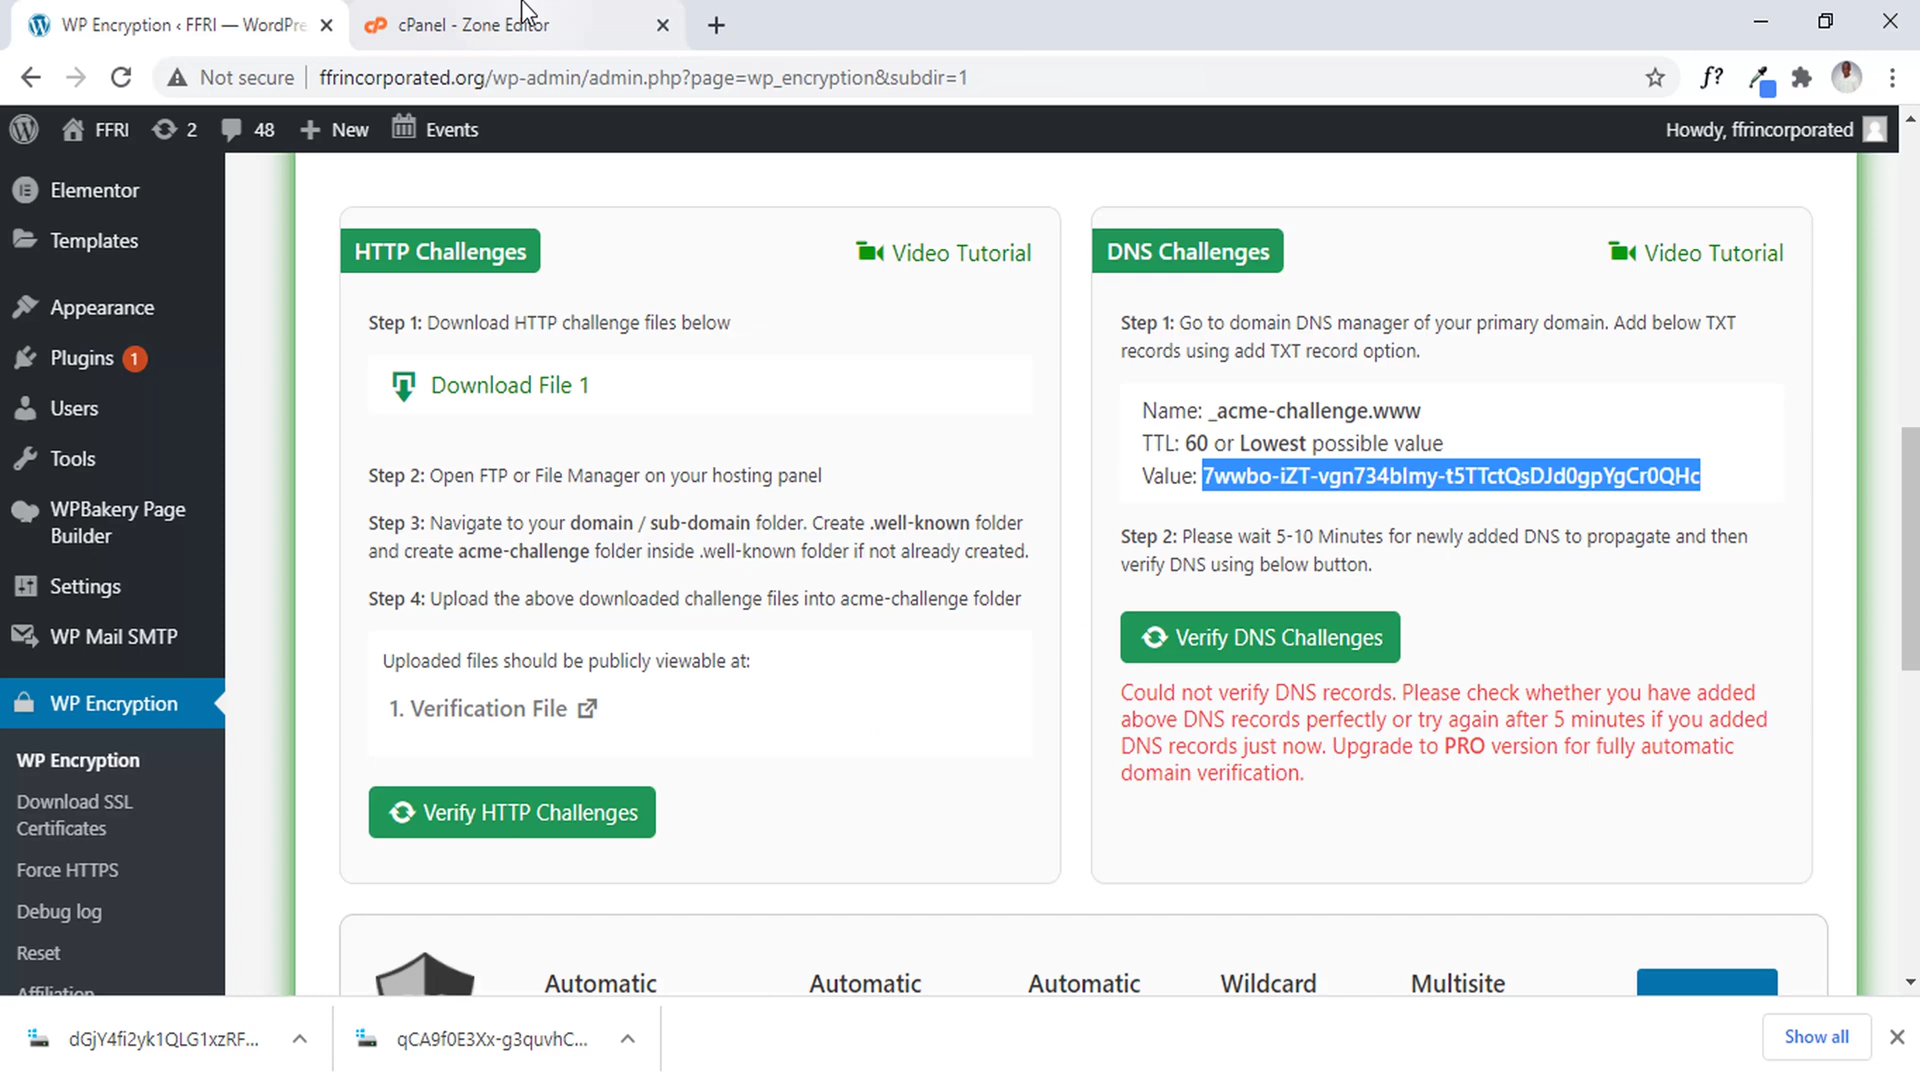 WP Encryption ‹ FFRI — WordPre
cPanel - Zone Editor
Not secure
ffrincorporated.org/wp-admin/admin.php?page=wp_encryption&subdir=1
f?
FFRI
2
48
New
Events
Howdy, ffrincorporated
Elementor
Templates
Appearance
Plugins 1
Users
Tools
WPBakery Page
Builder
Settings
WP Mail SMTP
WP Encryption
WP Encryption
Download SSL
Certificates
Force HTTPS
Debug log
Reset
Affiliation
HTTP Challenges
Video Tutorial
Step 1: Download HTTP challenge files below
Download File 1
Step 2: Open FTP or File Manager on your hosting panel
Step 3: Navigate to your domain / sub-domain folder. Create .well-known folder
and create acme-challenge folder inside .well-known folder if not already created.
Step 4: Upload the above downloaded challenge files into acme-challenge folder
Uploaded files should be publicly viewable at:
1. Verification File
Verify HTTP Challenges
DNS Challenges
Video Tutorial
Step 1: Go to domain DNS manager of your primary domain. Add below TXT
records using add TXT record option.
Name: _acme-challenge.www
TTL: 60 or Lowest possible value
Value: 7wwbo-iZT-vgn734blmy-t5TTctQsDJd0gpYgCr0QHc
Step 2: Please wait 5-10 Minutes for newly added DNS to propagate and then
verify DNS using below button.
Verify DNS Challenges
Could not verify DNS records. Please check whether you have added
above DNS records perfectly or try again after 5 minutes if you added
DNS records just now. Upgrade to PRO version for fully automatic
domain verification.
Automatic
Automatic
Automatic
Wildcard
Multisite
dGjY4fi2yk1QLG1xzRF...
qCA9f0E3Xx-g3quvhC...
Show all